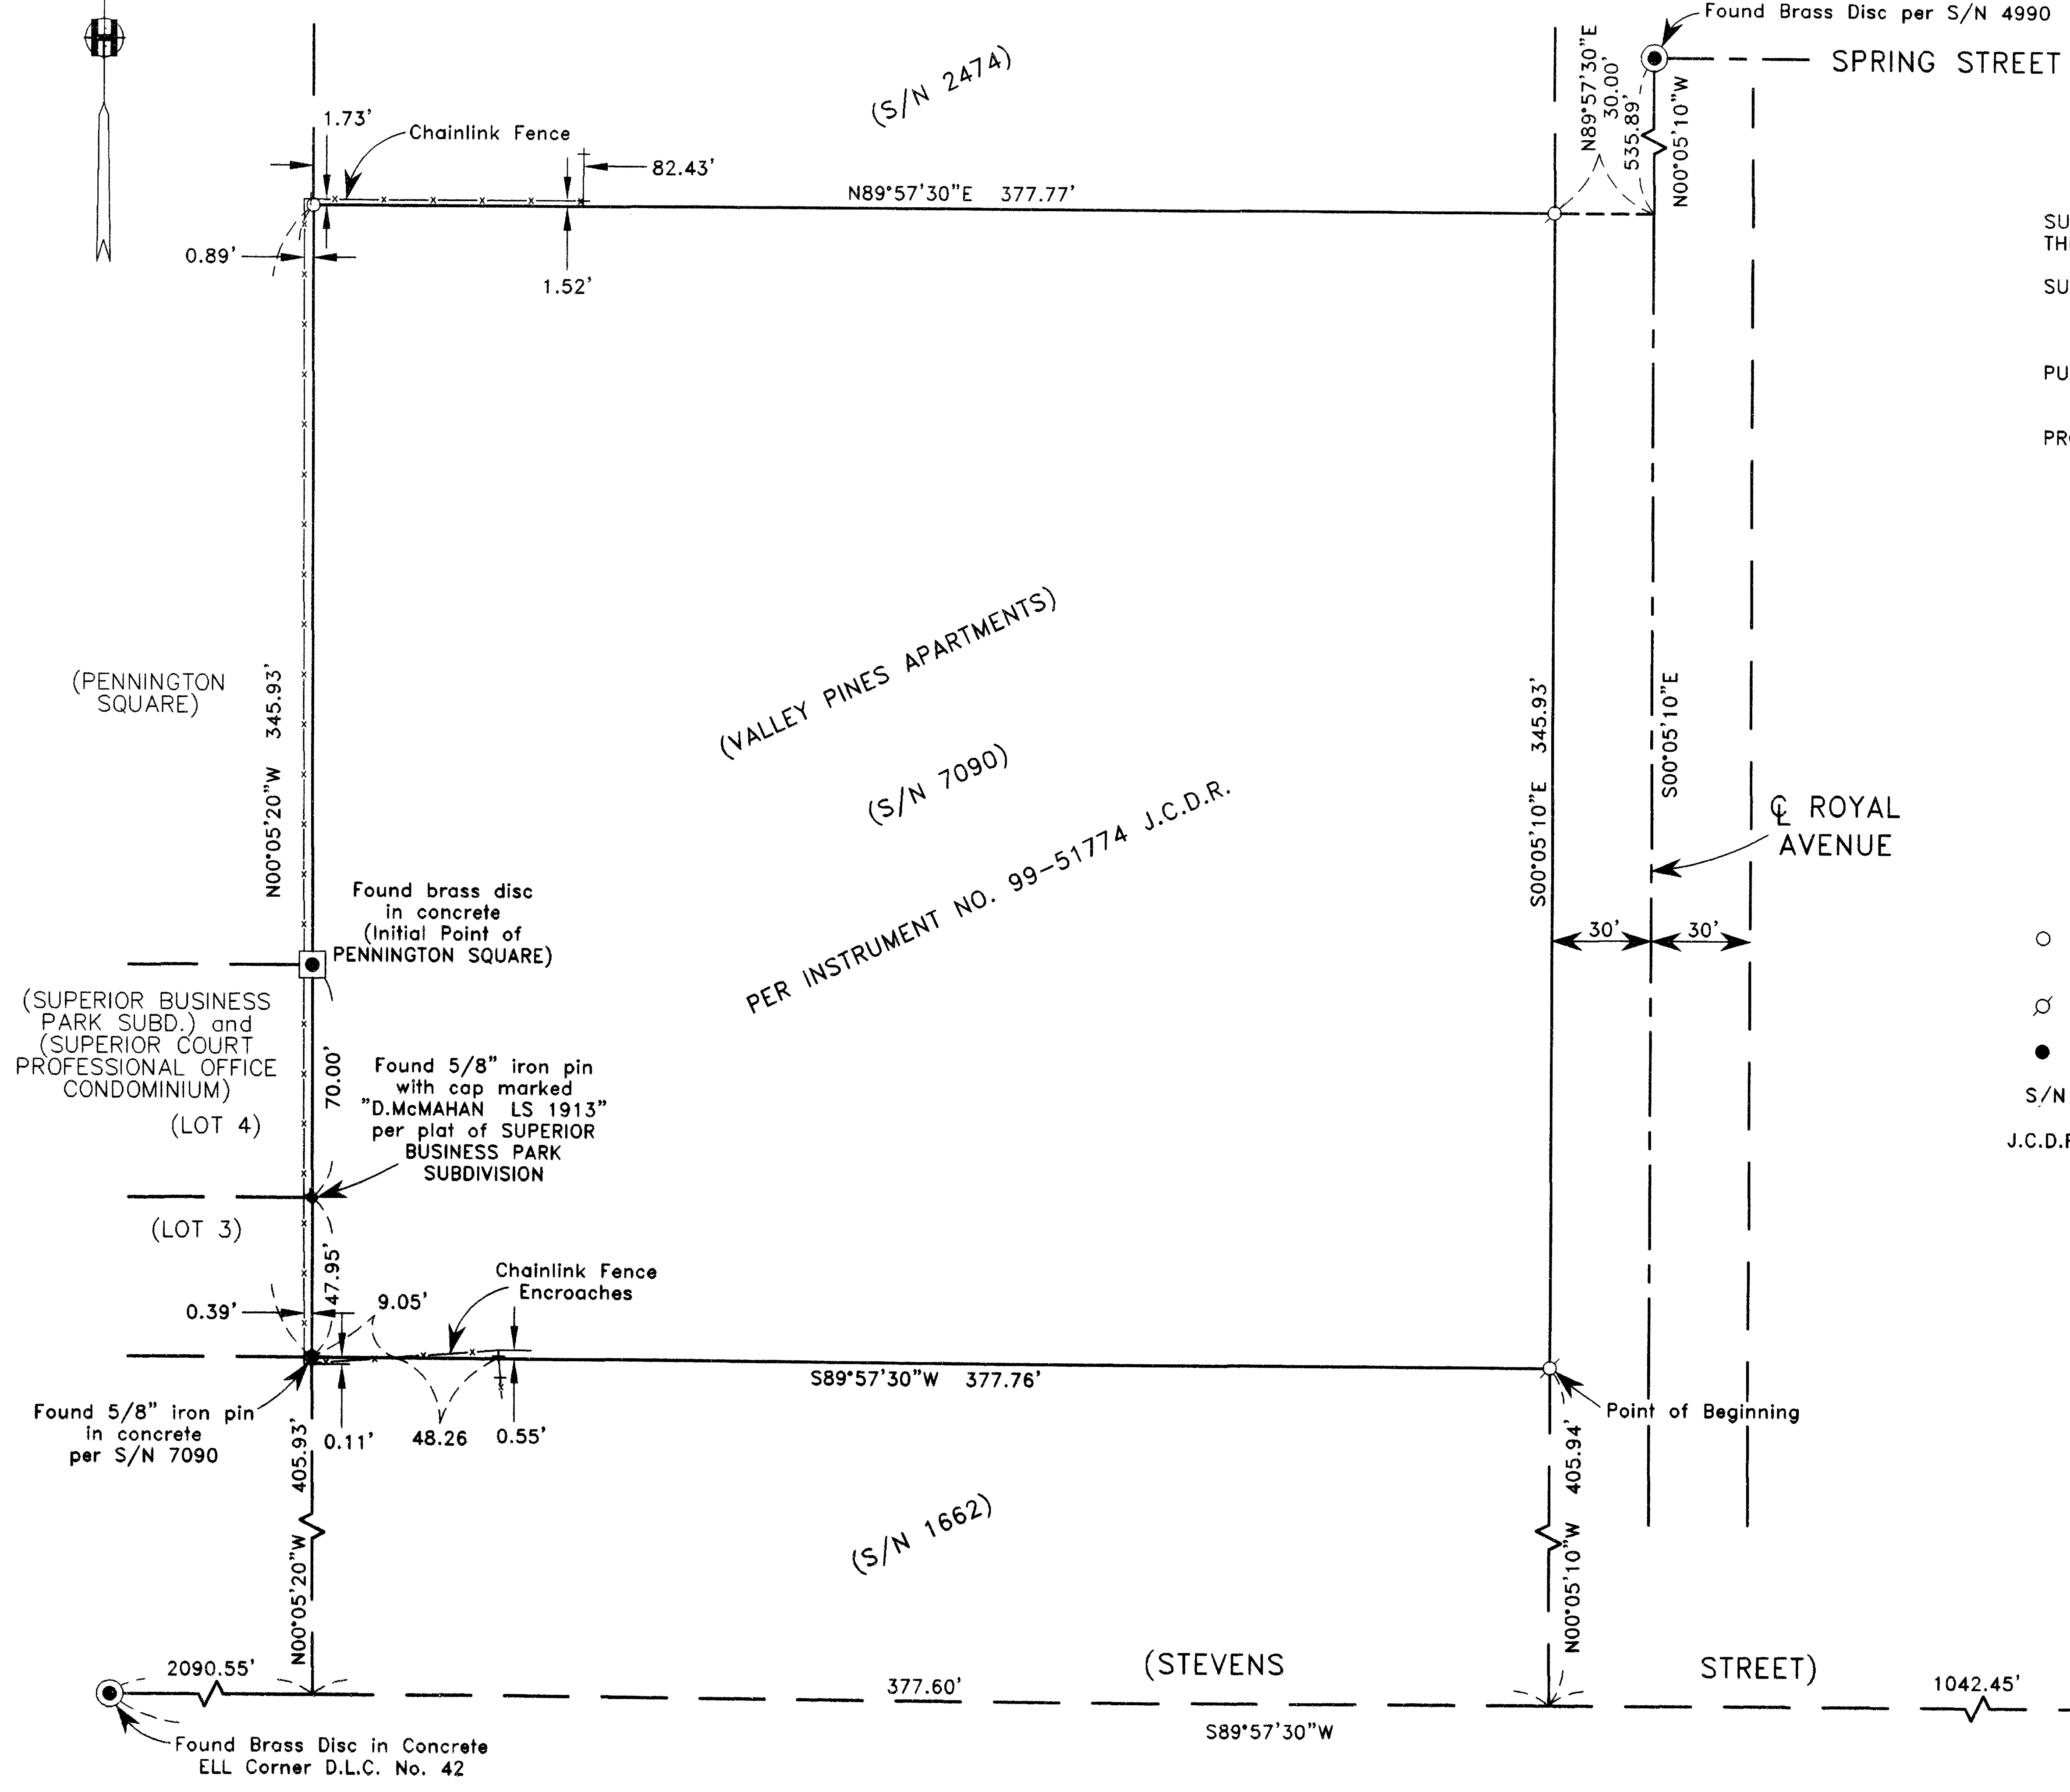 Found Brass Disc per S/N 4990
SPRING STREET
N89°57'30"E
30.00'
535.89'
N00°05'10"W
(S/N 2474)
1.73'
Chainlink Fence
82.43'
N89°57'30"E 377.77'
0.89'
1.52'
SU
TH
SU
PU
PR
(PENNINGTON
SQUARE)
N00°05'20"W 345.93'
(VALLEY PINES APARTMENTS)
(S/N 7090)
PER INSTRUMENT NO. 99-51774 J.C.D.R.
S00°05'10"E 345.93'
S00°05'10"E
℄ ROYAL
AVENUE
30'
30'
Found brass disc
in concrete
(Initial Point of
PENNINGTON SQUARE)
(SUPERIOR BUSINESS
PARK SUBD.) and
(SUPERIOR COURT
PROFESSIONAL OFFICE
CONDOMINIUM)
(LOT 4)
70.00'
Found 5/8" iron pin
with cap marked
"D.McMAHAN LS 1913"
per plat of SUPERIOR
BUSINESS PARK
SUBDIVISION
S/N
J.C.D.R
(LOT 3)
47.95'
0.39'
9.05'
Chainlink Fence
Encroaches
S89°57'30"W 377.76'
Point of Beginning
Found 5/8" iron pin
in concrete
per S/N 7090
0.11'
48.26
0.55'
N00°05'20"W 405.93'
N00°05'10"W 405.94'
(S/N 1662)
2090.55'
377.60'
(STEVENS STREET)
1042.45'
S89°57'30"W
Found Brass Disc in Concrete
ELL Corner D.L.C. No. 42